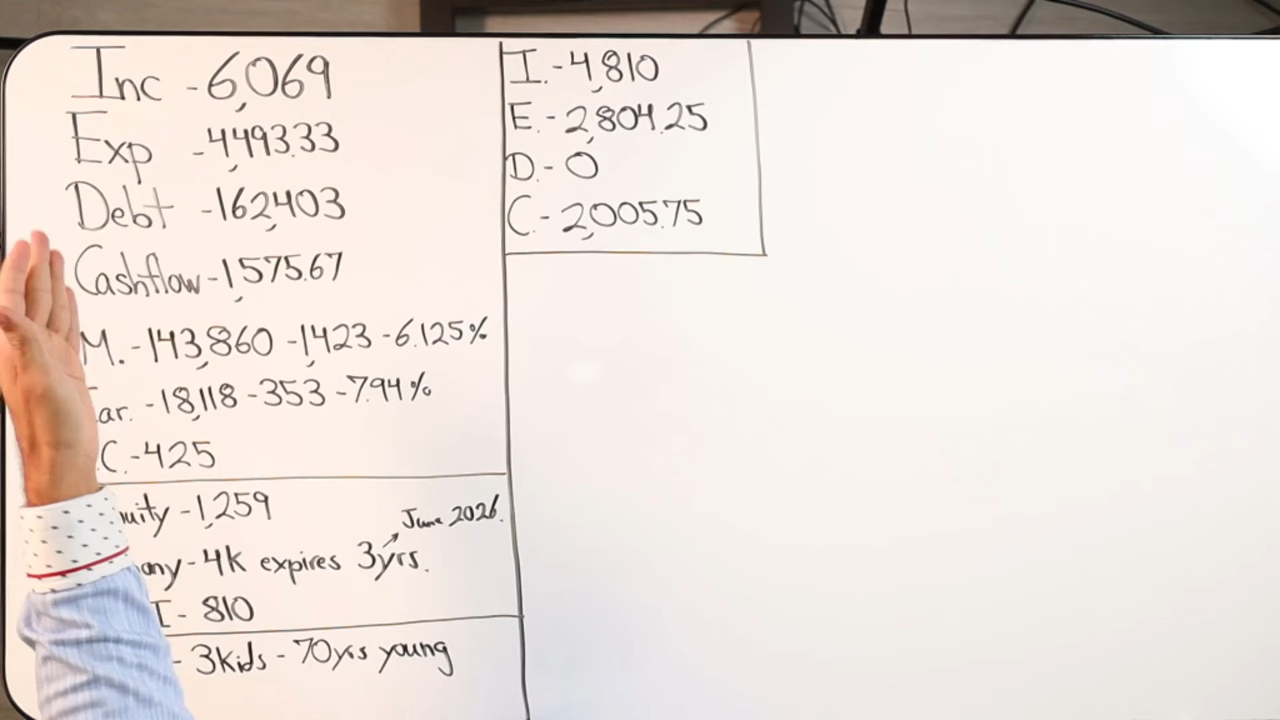 Inc - 6,069
Exp - 4,493.33
Debt - 162,403
Cashflow - 1,575.67
M. - 143,860 - 1,423 - 6.125%
ar. - 18,118 - 353 - 7.94%
C. - 425
uity - 1,259
June 2026.
any - 4k expires 3yrs.
I - 810
- 3kids - 70yrs young
I. - 4,810
E. - 2,804.25
D. - 0
C. - 2,005.75